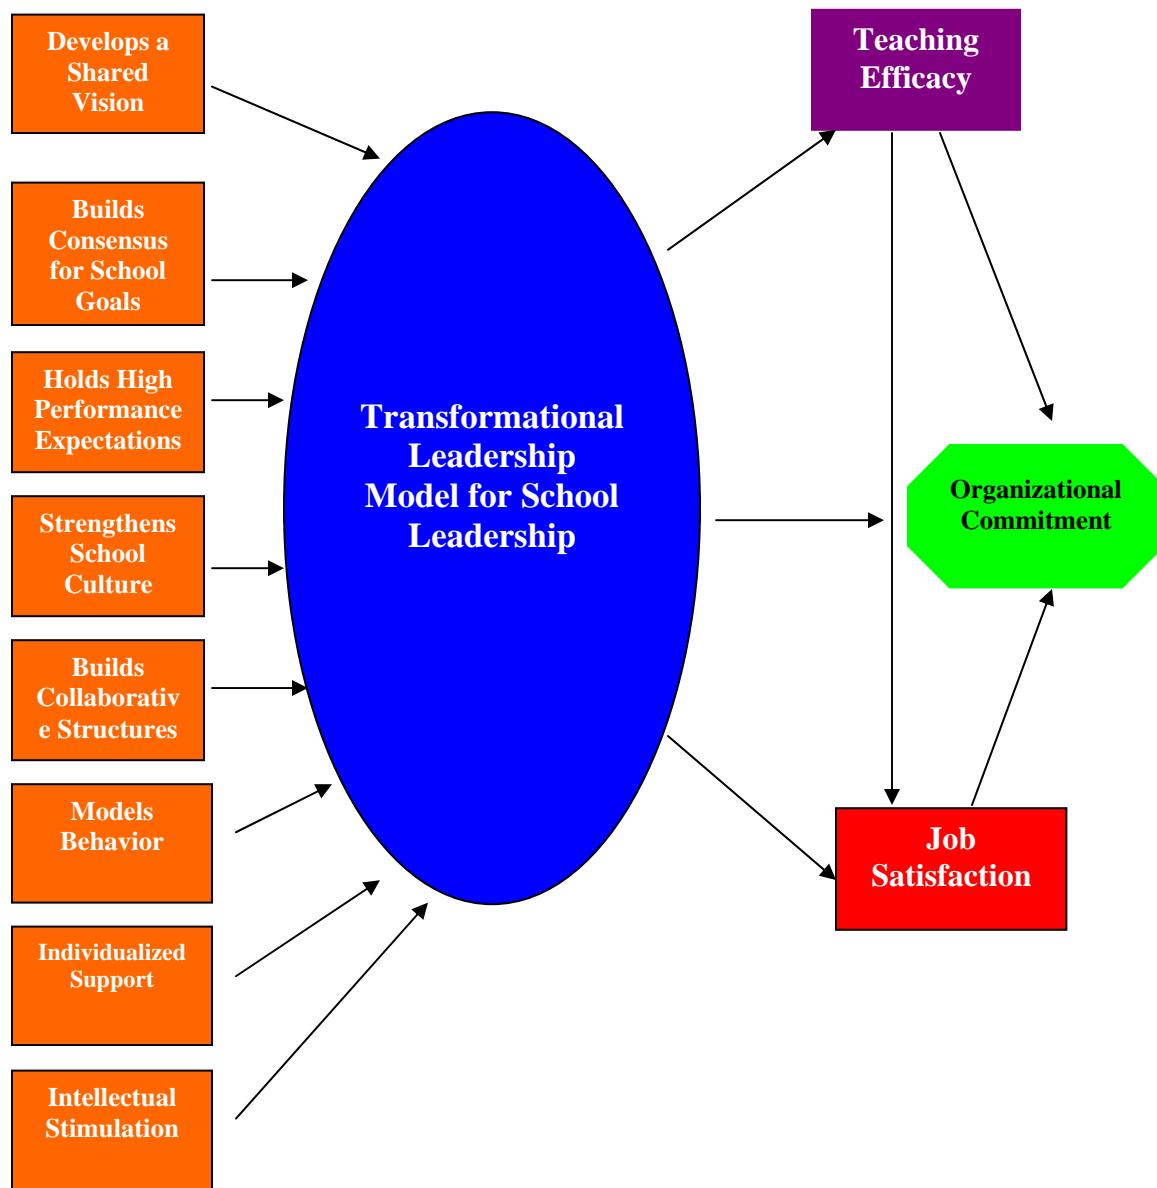 Develops a
Shared
Vision
Builds
Consensus
for School
Goals
Holds High
Performance
Expectations
Strengthens
School
Culture
Builds
Collaborativ
e Structures
Models
Behavior
Individualized
Support
Intellectual
Stimulation
Transformational
Leadership
Model for School
Leadership
Teaching
Efficacy
Organizational
Commitment
Job
Satisfaction